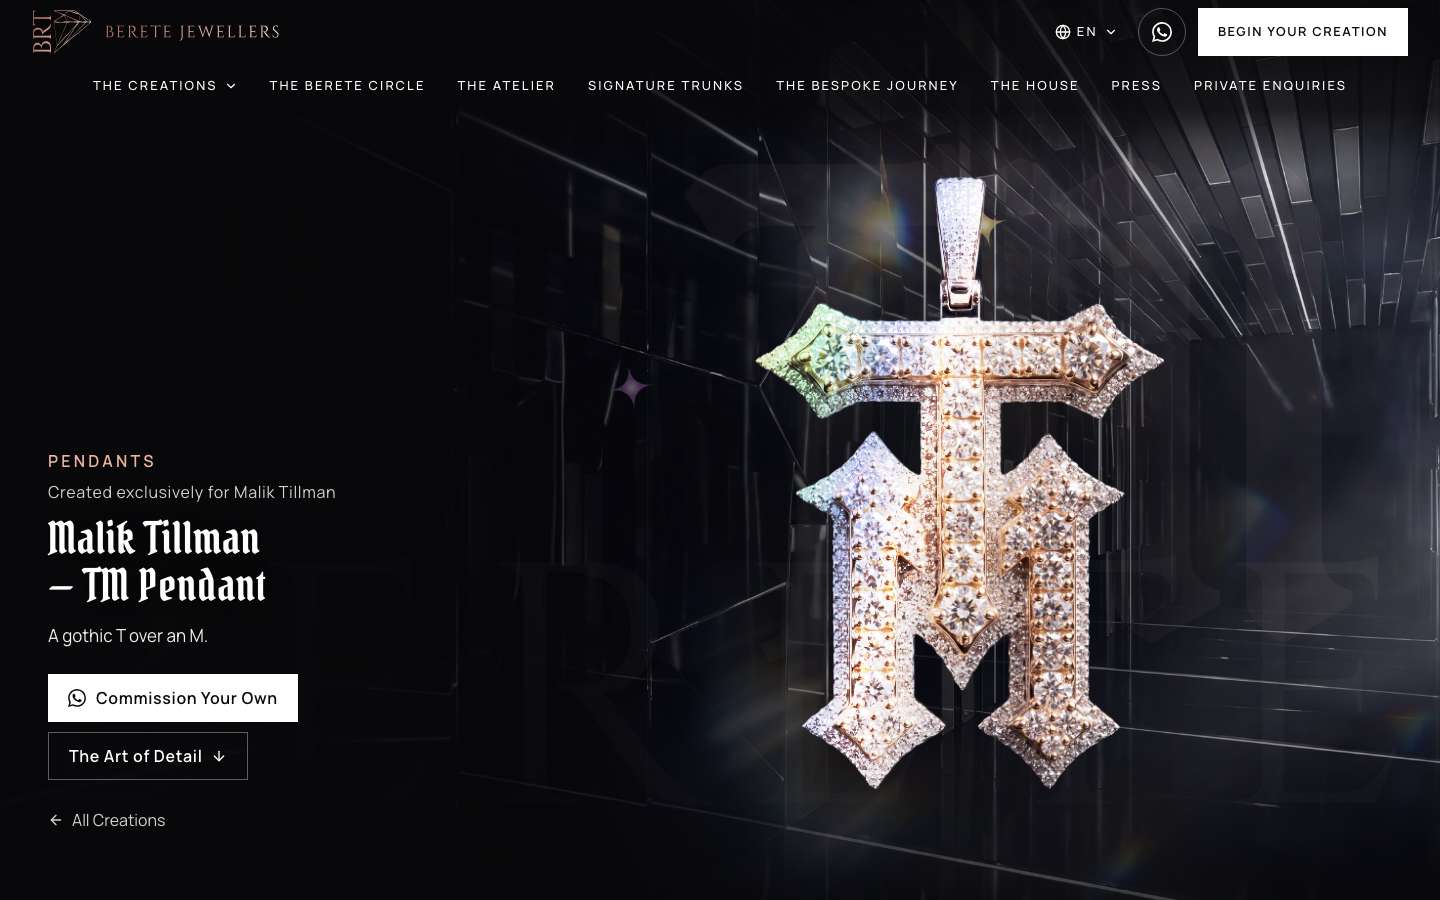 BRT
BERETE JEWELLERS
EN
BEGIN YOUR CREATION
THE CREATIONS
THE BERETE CIRCLE
THE ATELIER
SIGNATURE TRUNKS
THE BESPOKE JOURNEY
THE HOUSE
PRESS
PRIVATE ENQUIRIES
PENDANTS
Created exclusively for Malik Tillman
Malik Tillman
— TM Pendant
A gothic T over an M.
Commission Your Own
The Art of Detail
All Creations
TM